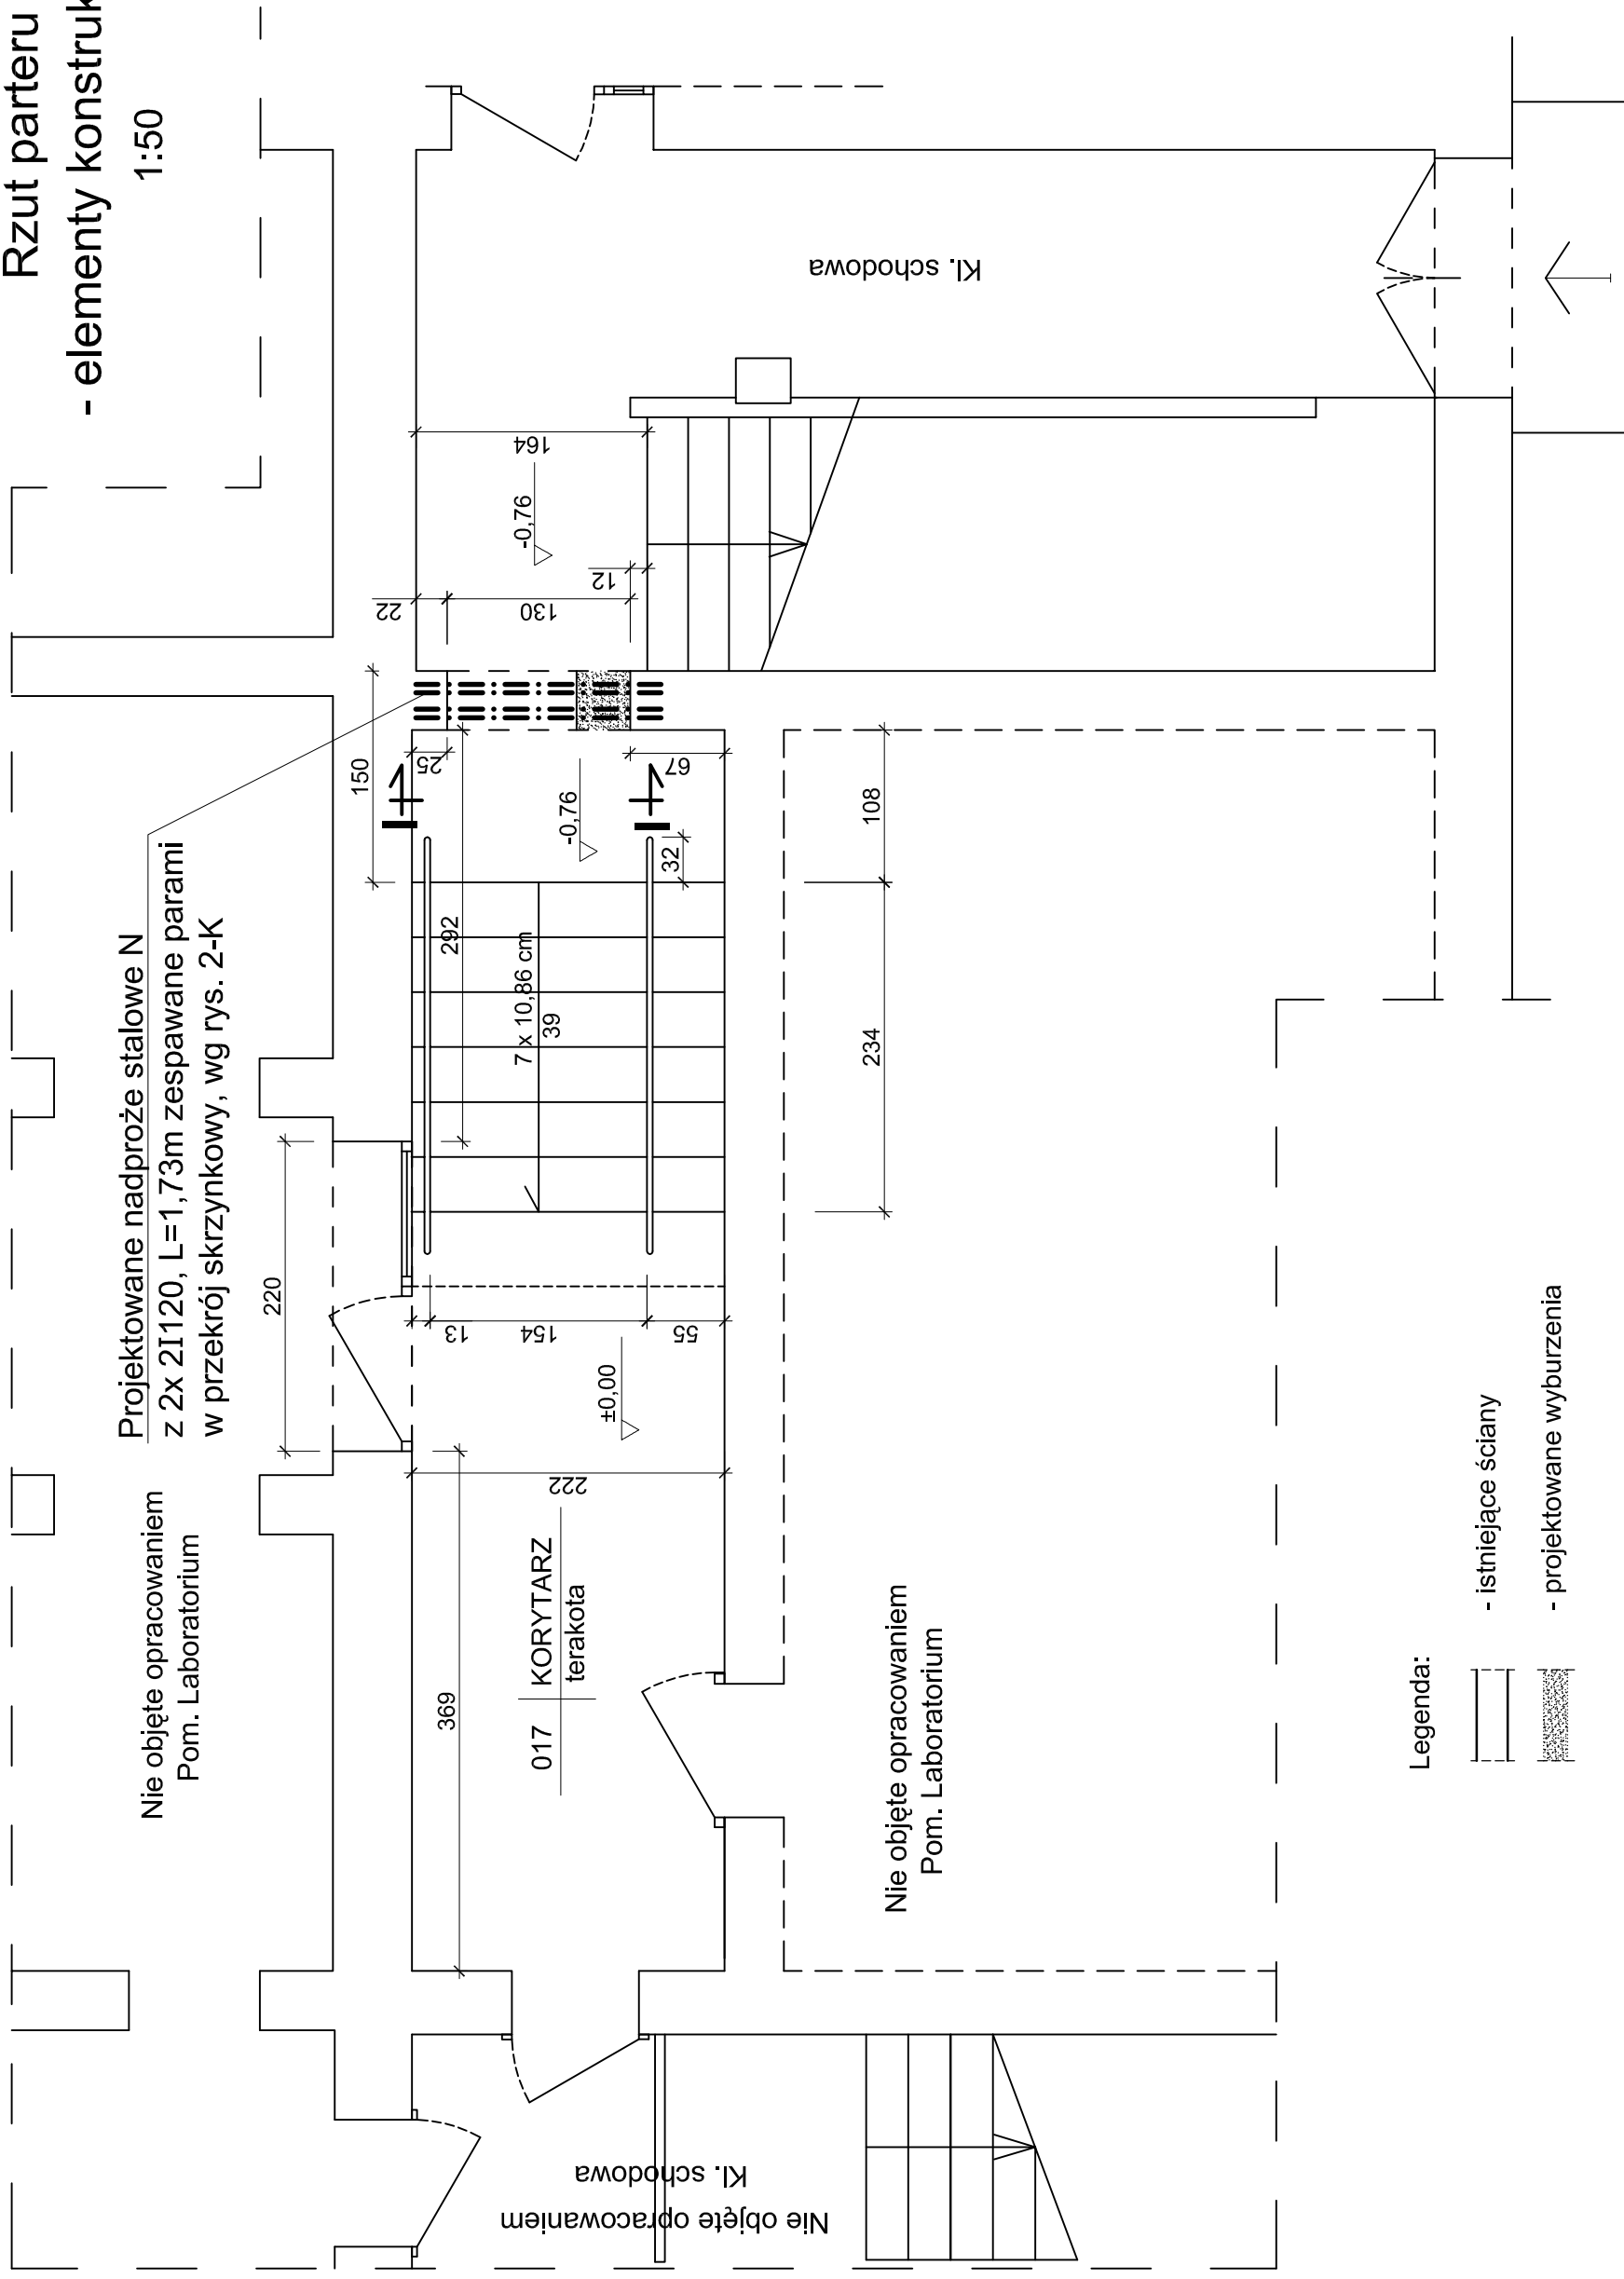 Rzut parteru
- elementy konstruk
1:50
Projektowane nadproże stalowe N
z 2x 2I120, L=1,73m zespawane parami
w przekrój skrzynkowy, wg rys. 2-K
Nie objęte opracowaniem
Pom. Laboratorium
Kl. schodowa
164
-0,76
12
22
130
150
25
67
-0,76
32
108
292
7 x 10,86 cm
39
234
220
13
154
55
±0,00
222
369
017 KORYTARZ
terakota
Nie objęte opracowaniem
Pom. Laboratorium
Kl. schodowa
Nie objęte opracowaniem
Legenda:
- istniejące ściany
- projektowane wyburzenia